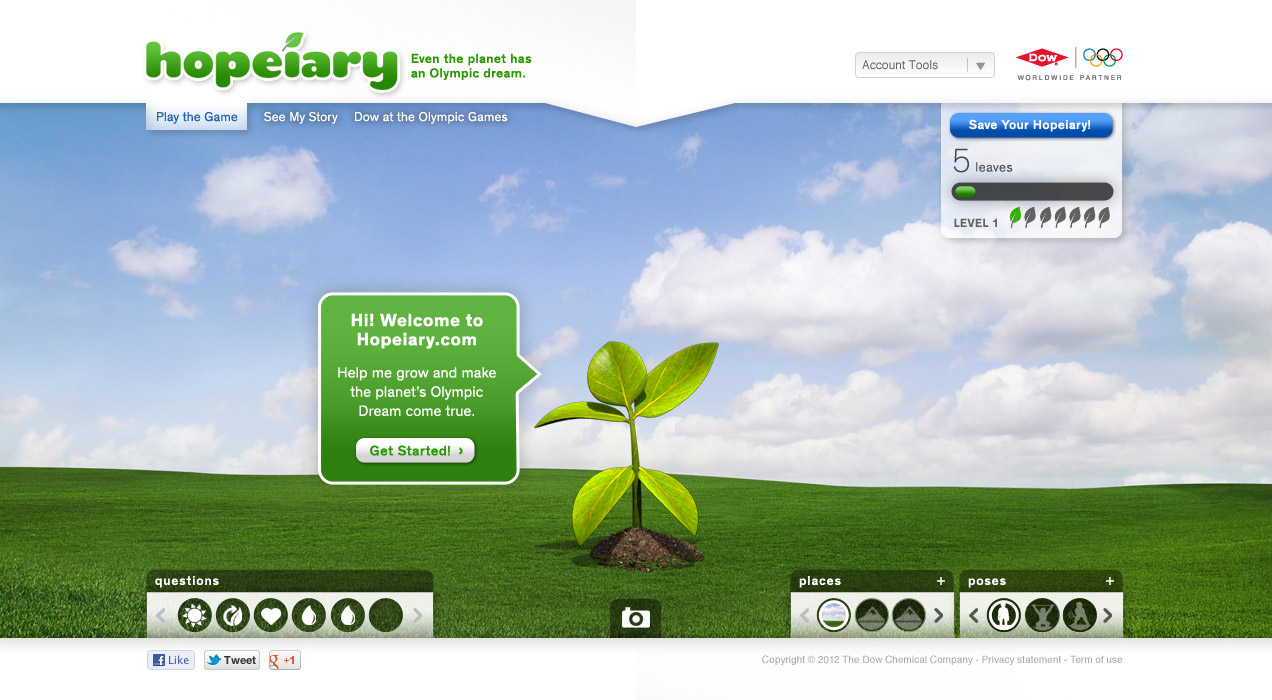 hopeiary
Even the planet has
an Olympic dream.
Account Tools
DOW
WORLDWIDE PARTNER
Play the Game
See My Story
Dow at the Olympic Games
Save Your Hopeiary!
5 leaves
LEVEL 1
Hi! Welcome to
Hopeiary.com
Help me grow and make
the planet's Olympic
Dream come true.
Get Started! ›
questions
places +
poses +
Like
Tweet
g +1
Copyright © 2012 The Dow Chemical Company - Privacy statement - Term of use